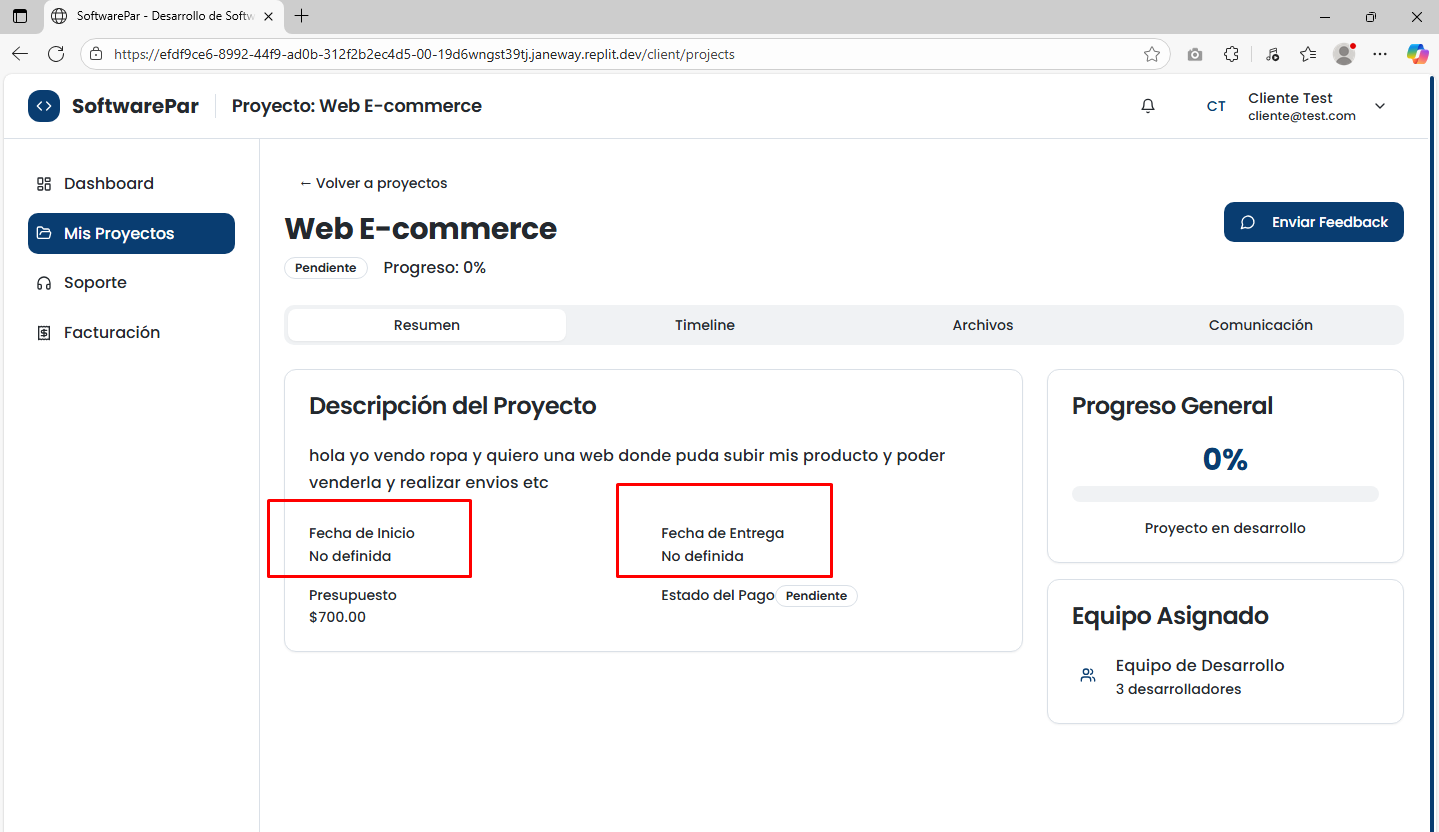 SoftwarePar - Desarrollo de Softw
https://efdf9ce6-8992-44f9-ad0b-312f2b2ec4d5-00-19d6wngst39tj.janeway.replit.dev/client/projects
SoftwarePar
Proyecto: Web E-commerce
CT
Cliente Test
cliente@test.com
Dashboard
Mis Proyectos
Soporte
Facturación
← Volver a proyectos
Web E-commerce
Enviar Feedback
Pendiente
Progreso: 0%
Resumen
Timeline
Archivos
Comunicación
Descripción del Proyecto
hola yo vendo ropa y quiero una web donde puda subir mis producto y poder
venderla y realizar envios etc
Fecha de Inicio
No definida
Fecha de Entrega
No definida
Presupuesto
$700.00
Estado del Pago
Pendiente
Progreso General
0%
Proyecto en desarrollo
Equipo Asignado
Equipo de Desarrollo
3 desarrolladores